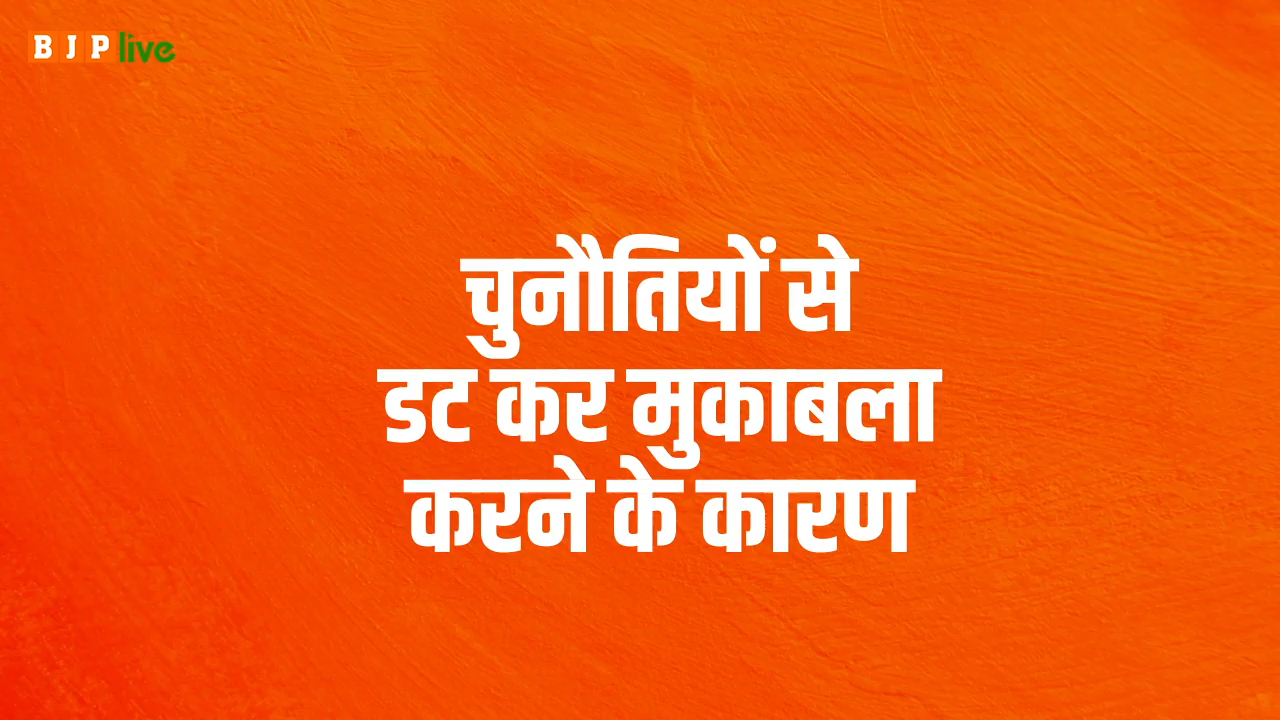 BJP live
चुनौतियों से
डट कर मुकाबला
करने के कारण